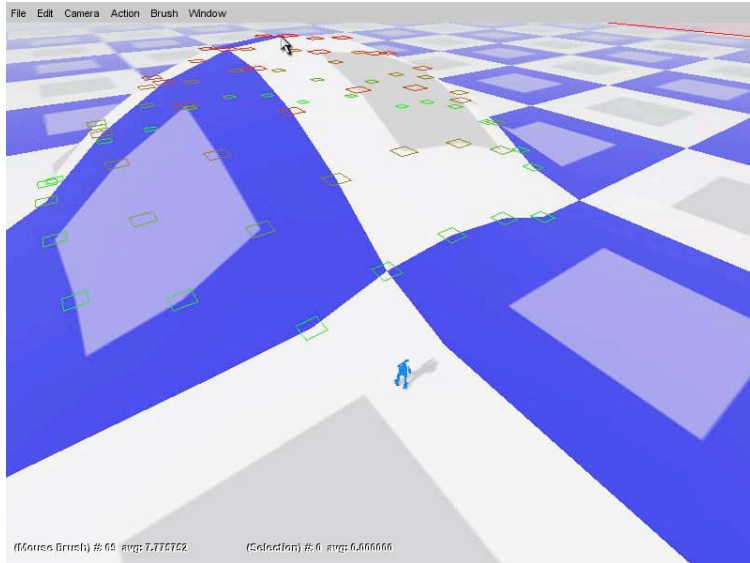 File Edit Camera Action Brush Window
(Mouse Brush) #: 69 avg: 7.775752 (Selection) #: 0 avg: 0.000000